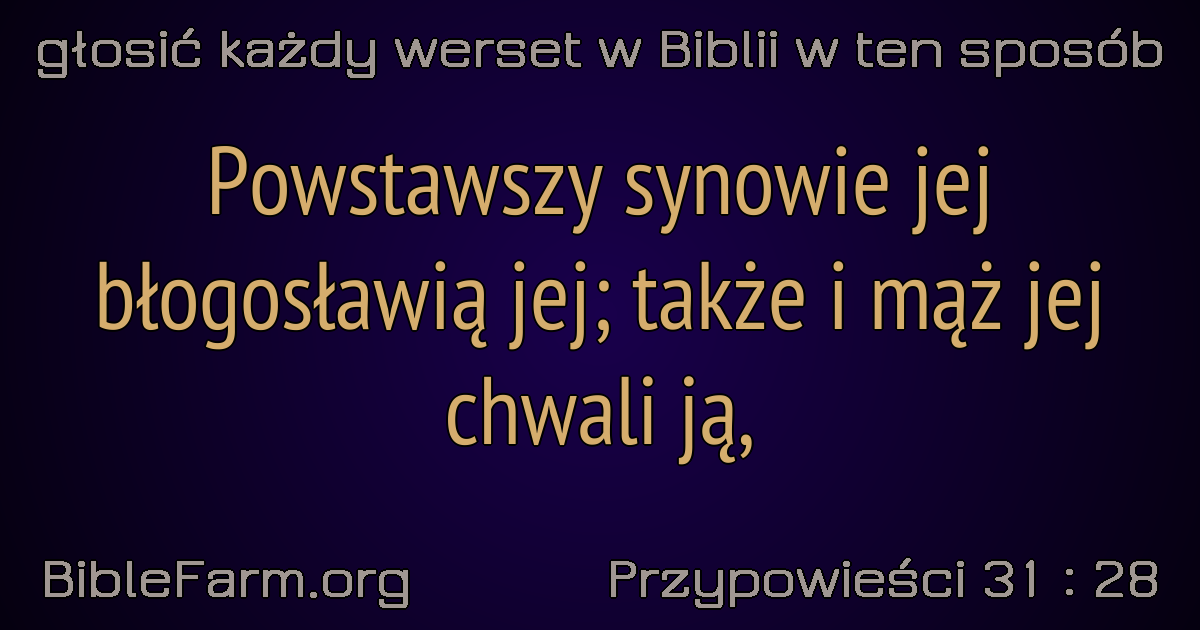 głosić każdy werset w Biblii w ten sposób
Powstawszy synowie jej
błogosławią jej; także i mąż jej
chwali ją,
BibleFarm.org
Przypowieści 31 : 28